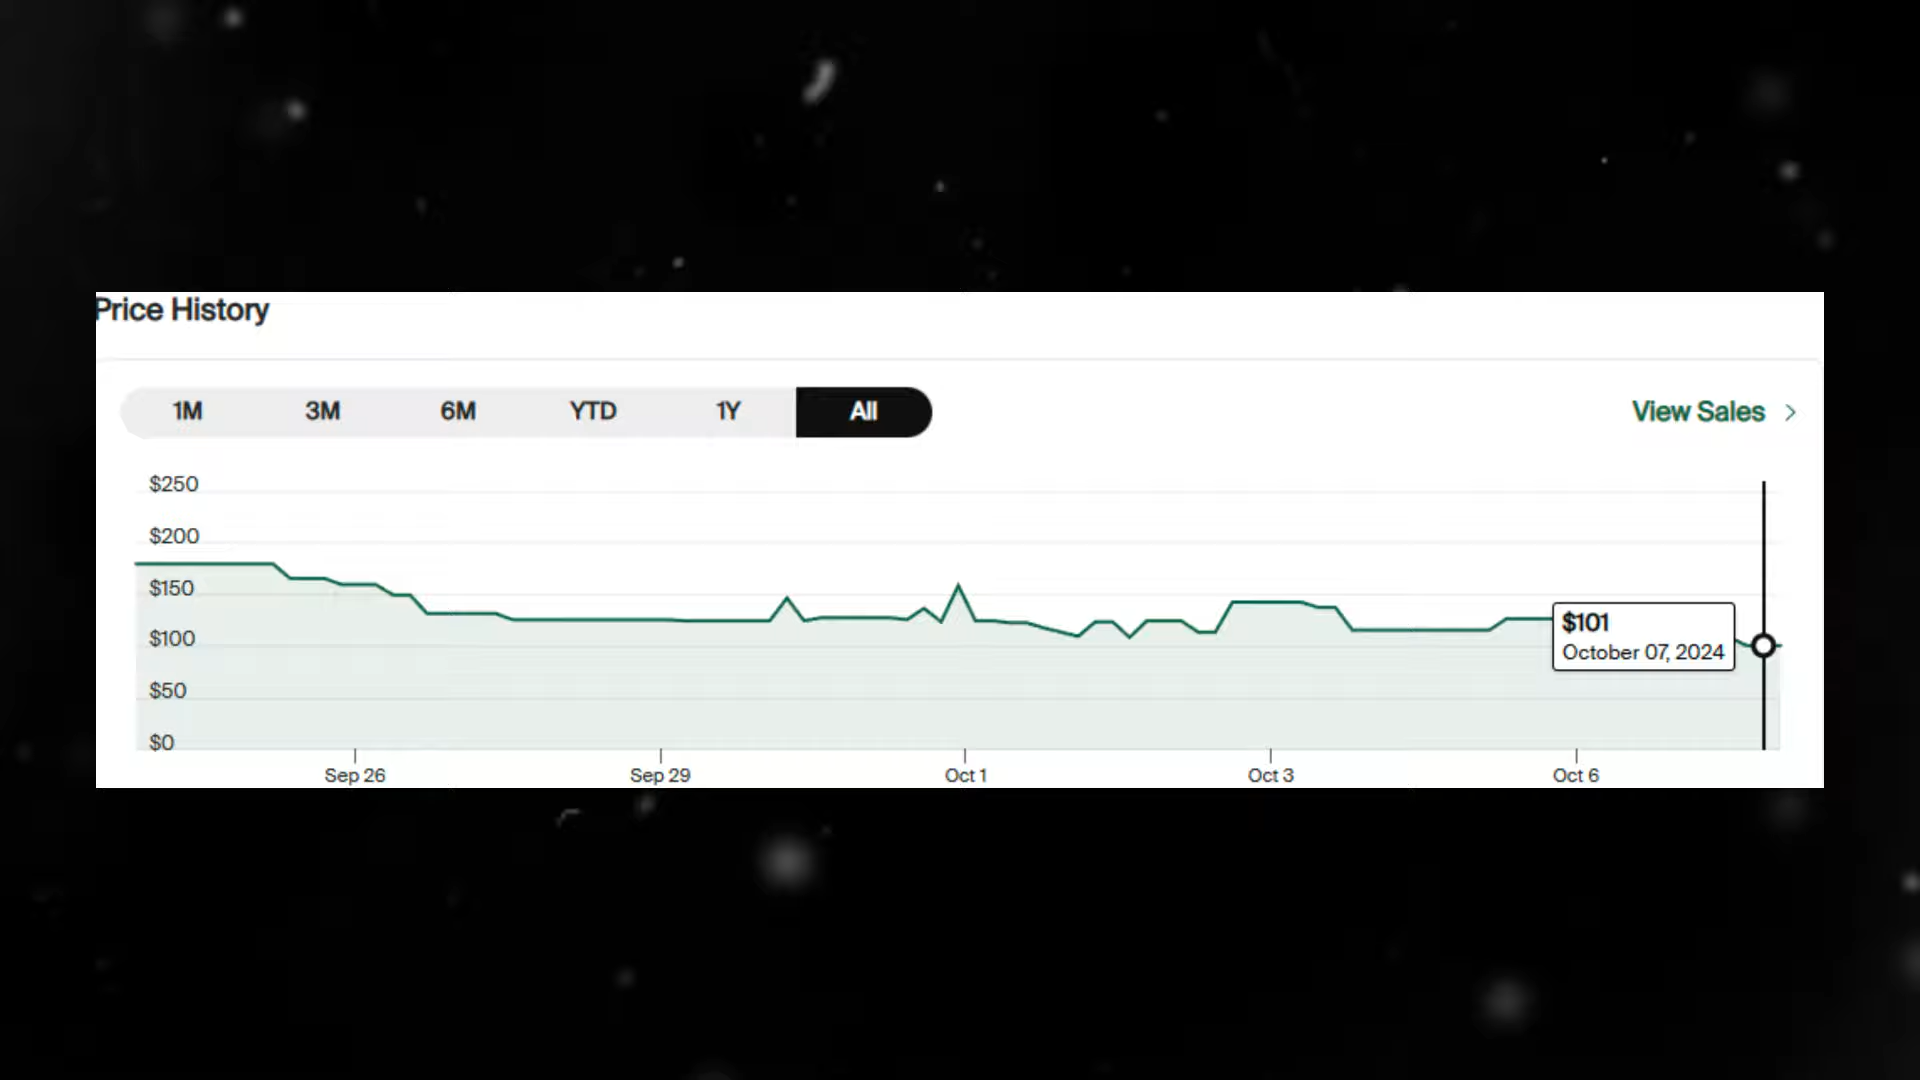 Price History
1M 3M 6M YTD 1Y All
View Sales
$250
$200
$150
$100
$50
$0
$101
October 07, 2024
Sep 26 Sep 29 Oct 1 Oct 3 Oct 6